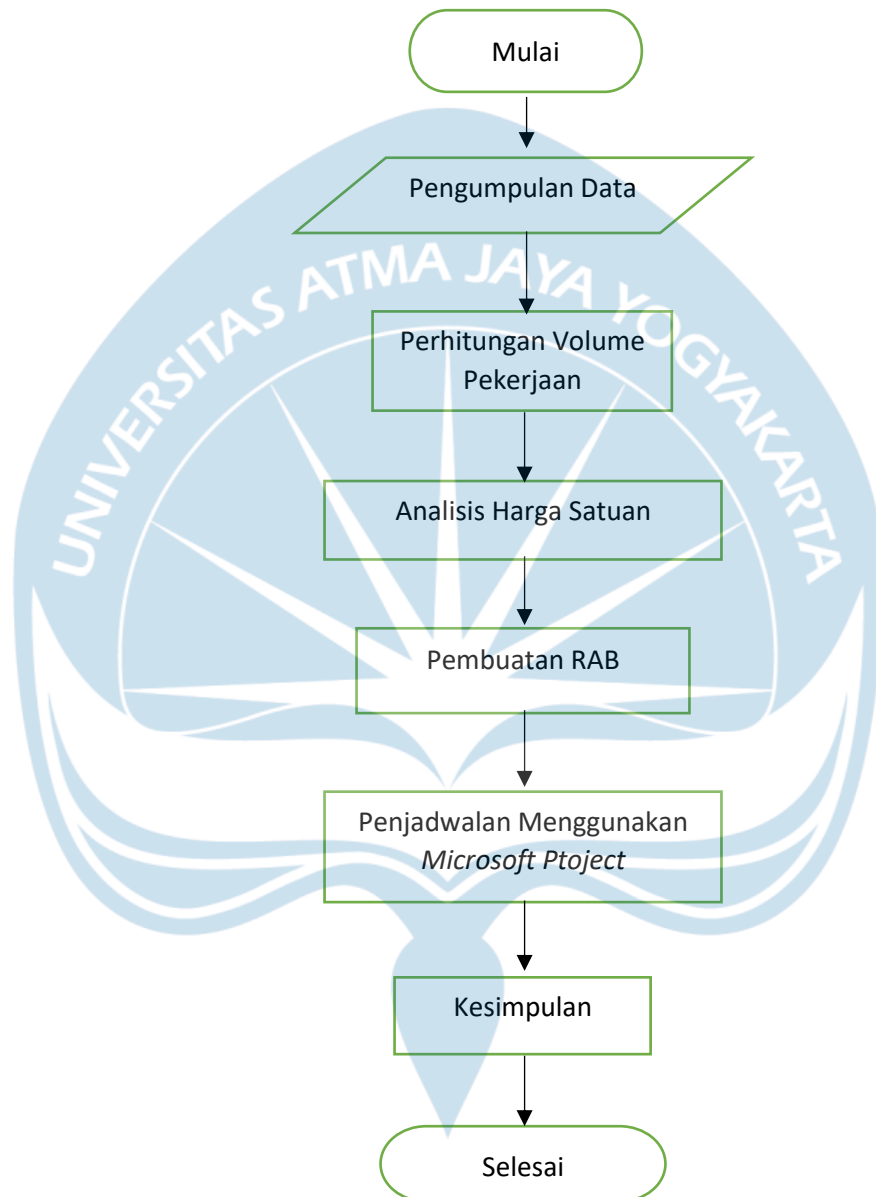 Mulai
Pengumpulan Data
UNIVERSITAS ATMA JAYA YOGYAKARTA
Perhitungan Volume
Pekerjaan
Analisis Harga Satuan
Pembuatan RAB
Penjadwalan Menggunakan
Microsoft Ptoject
Kesimpulan
Selesai